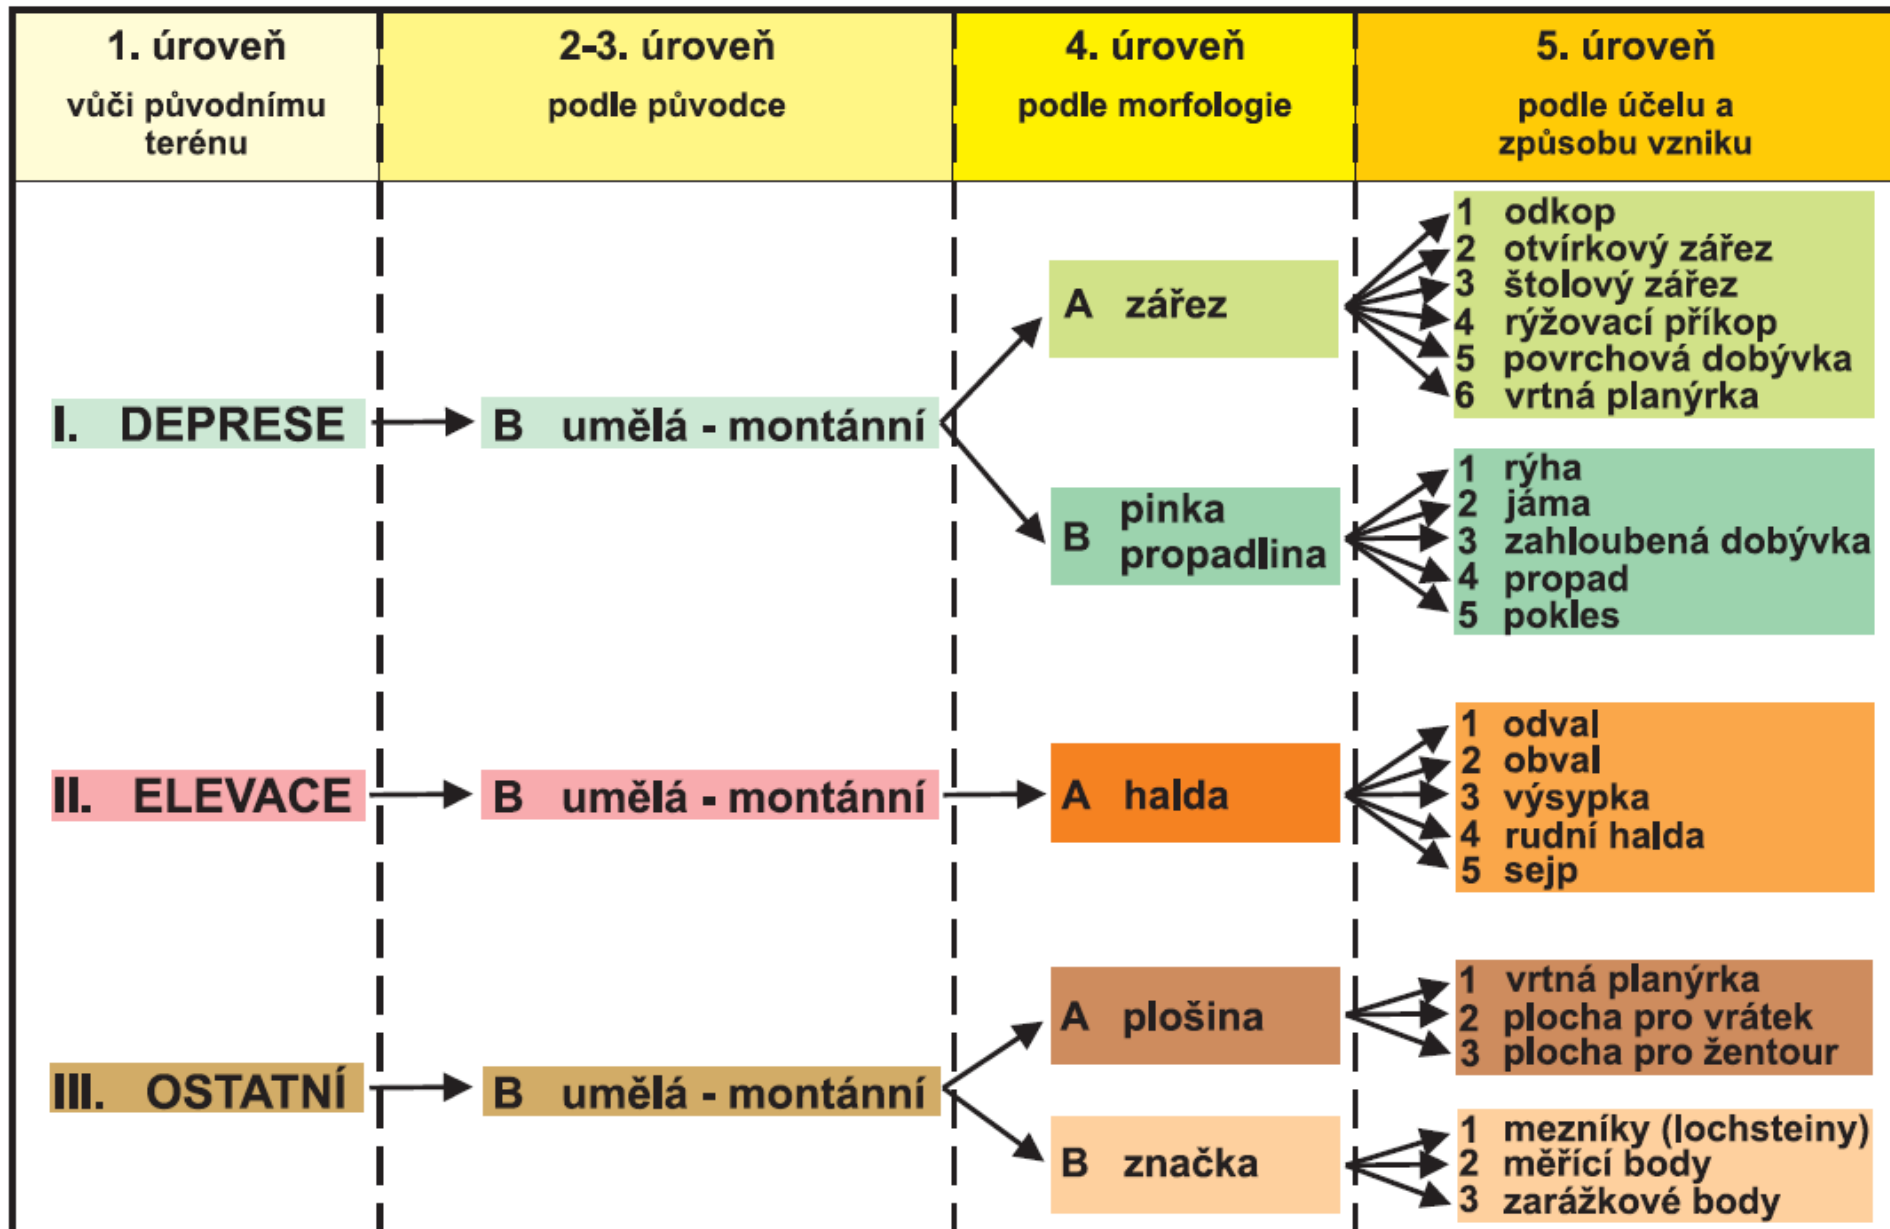 1. úroveň
vůči původnímu
terénu
2-3. úroveň
podle původce
4. úroveň
podle morfologie
5. úroveň
podle účelu a
způsobu vzniku
I. DEPRESE
B umělá - montánní
A zářez
1 odkop
2 otvírkový zářez
3 štolový zářez
4 rýžovací příkop
5 povrchová dobývka
6 vrtná planýrka
B pinka
propadlina
1 rýha
2 jáma
3 zahloubená dobývka
4 propad
5 pokles
II. ELEVACE
B umělá - montánní
A halda
1 odval
2 obval
3 výsypka
4 rudní halda
5 sejp
III. OSTATNÍ
B umělá - montánní
A plošina
1 vrtná planýrka
2 plocha pro vrátek
3 plocha pro žentour
B značka
1 mezníky (lochsteiny)
2 měřící body
3 zarážkové body